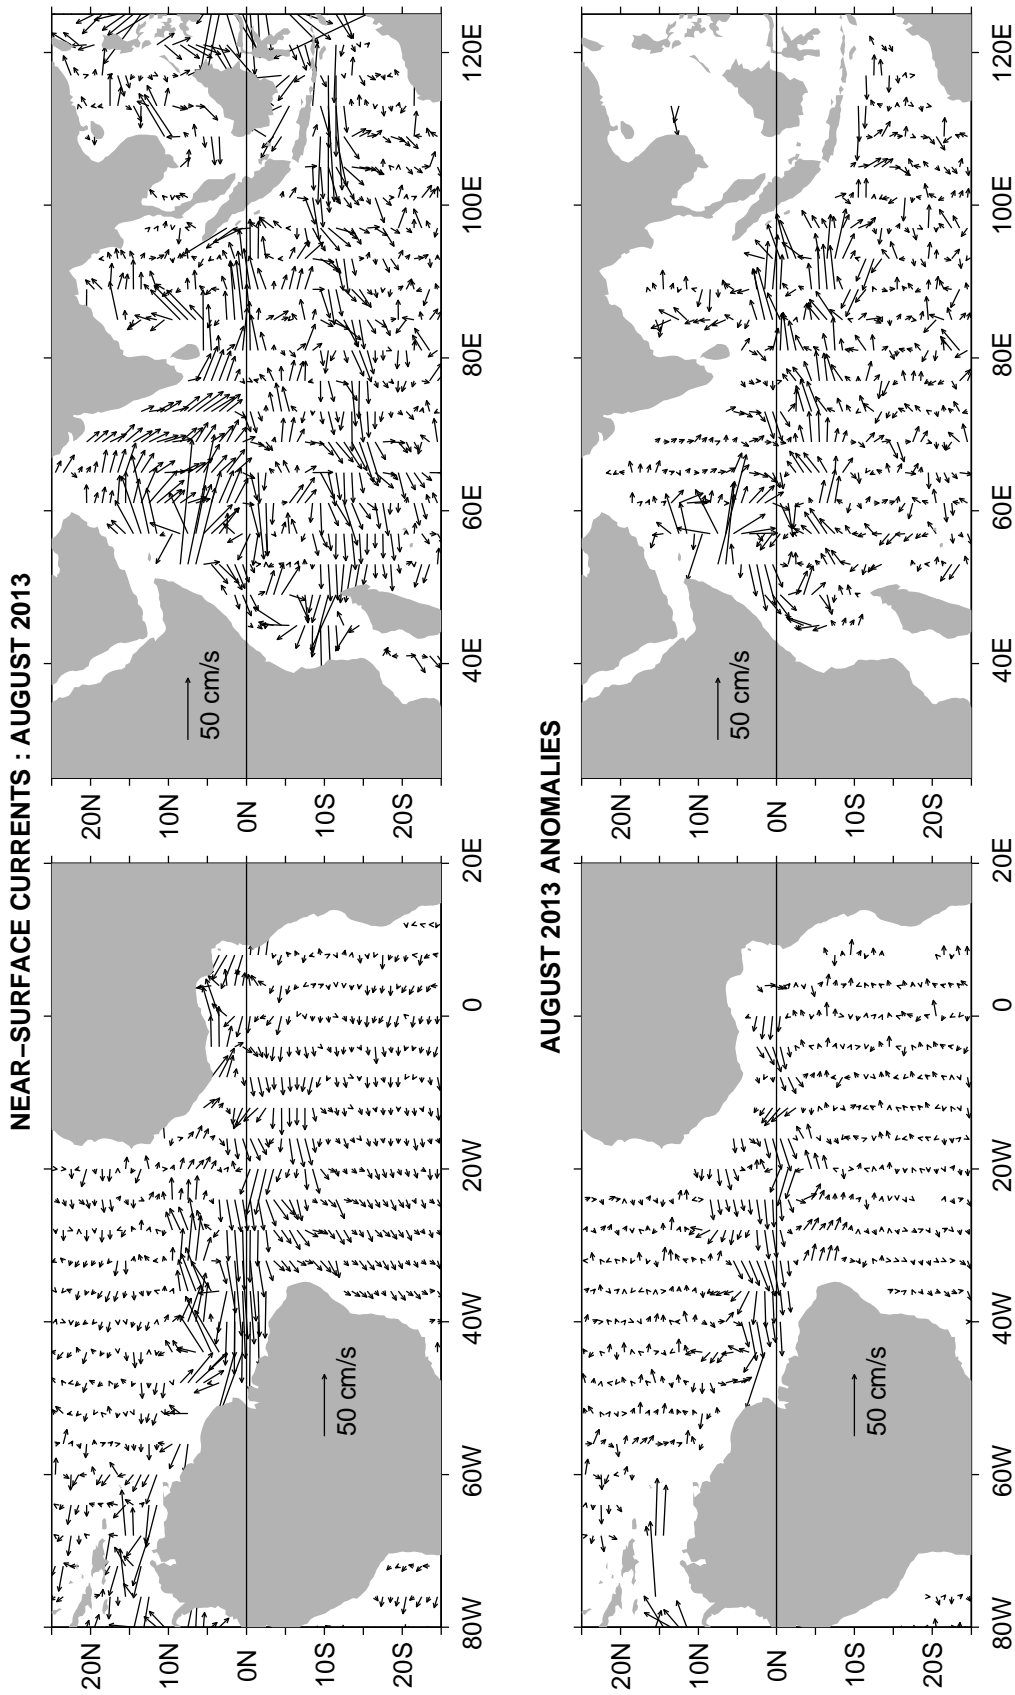 NEAR–SURFACE CURRENTS : AUGUST 2013
20N
10N
0N
10S
20S
80W
60W
40W
20W
0
20E
50 cm/s
20N
10N
0N
10S
20S
40E
60E
80E
100E
120E
50 cm/s
AUGUST 2013 ANOMALIES
20N
10N
0N
10S
20S
80W
60W
40W
20W
0
20E
50 cm/s
20N
10N
0N
10S
20S
40E
60E
80E
100E
120E
50 cm/s